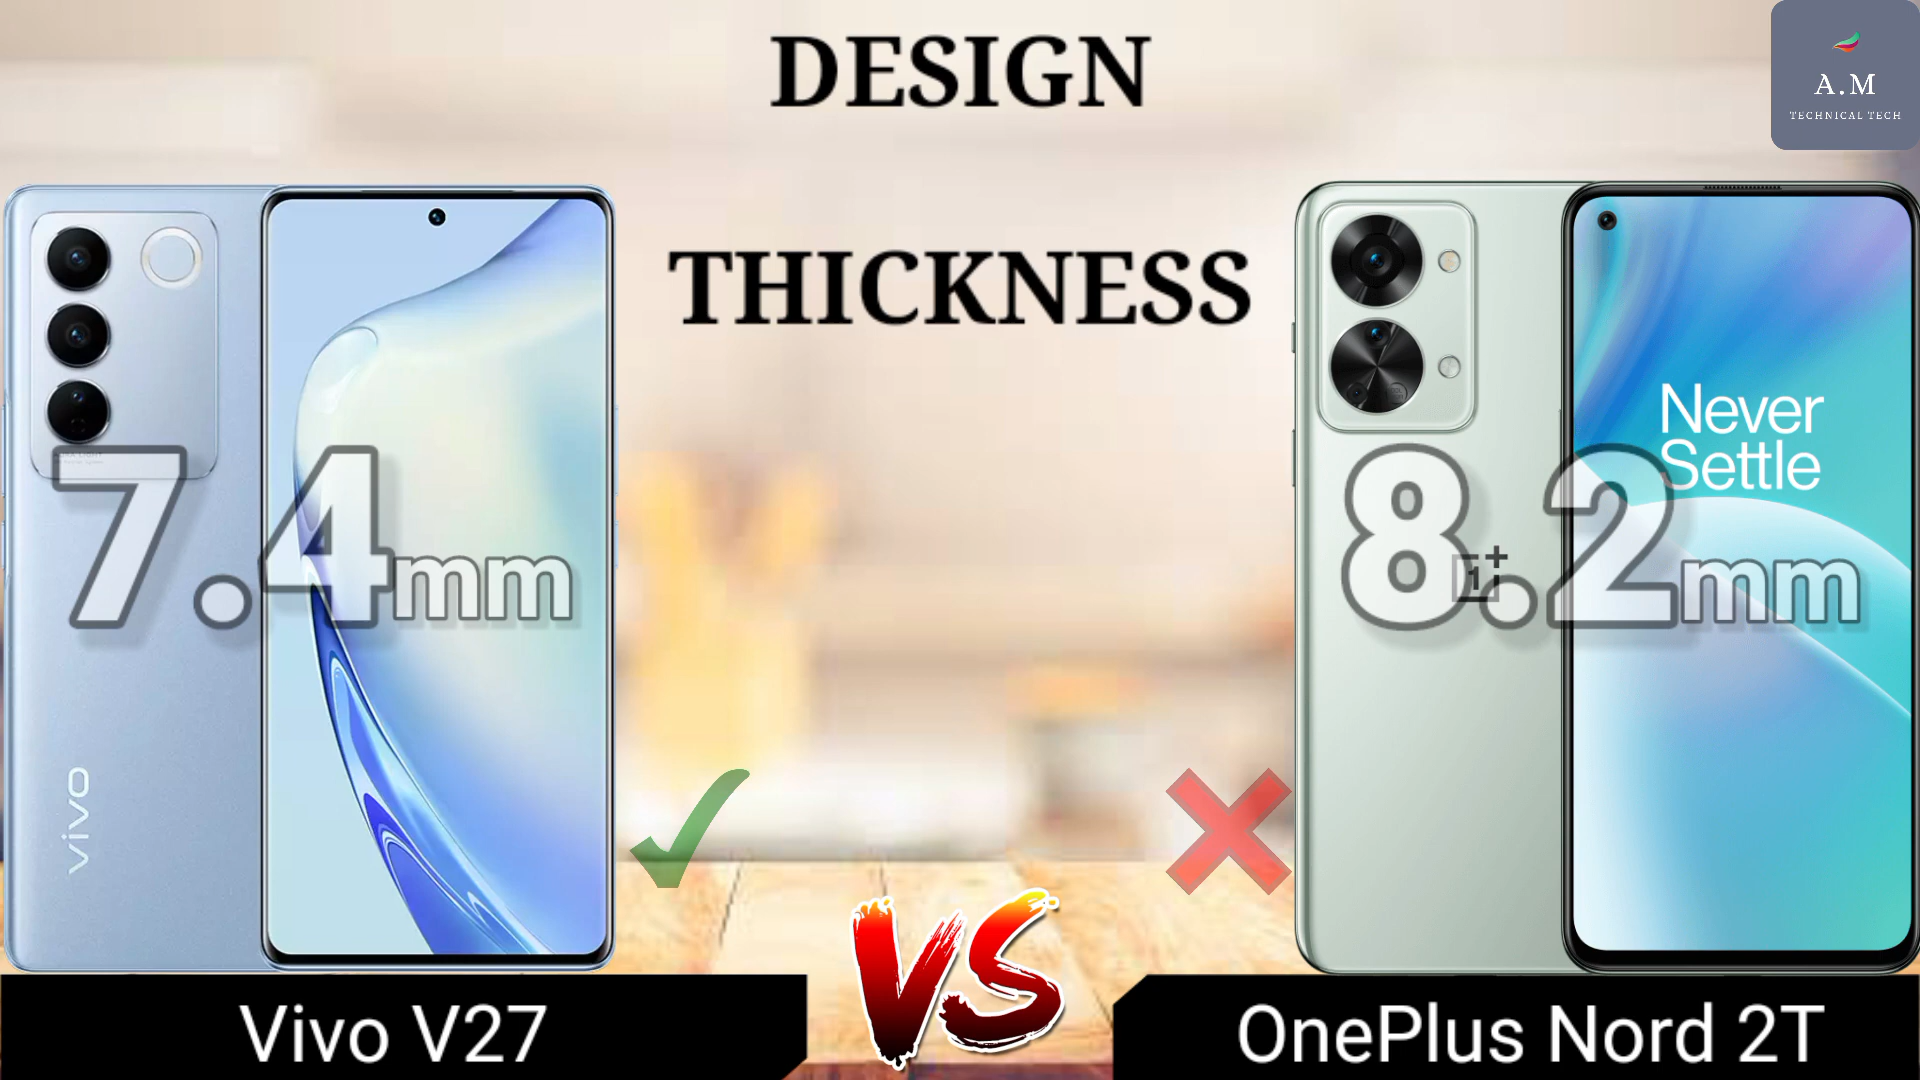 DESIGN
THICKNESS
A.M
TECHNICAL TECH
7.4mm
8.2mm
Never
Settle
vivo
Vivo V27
VS
OnePlus Nord 2T